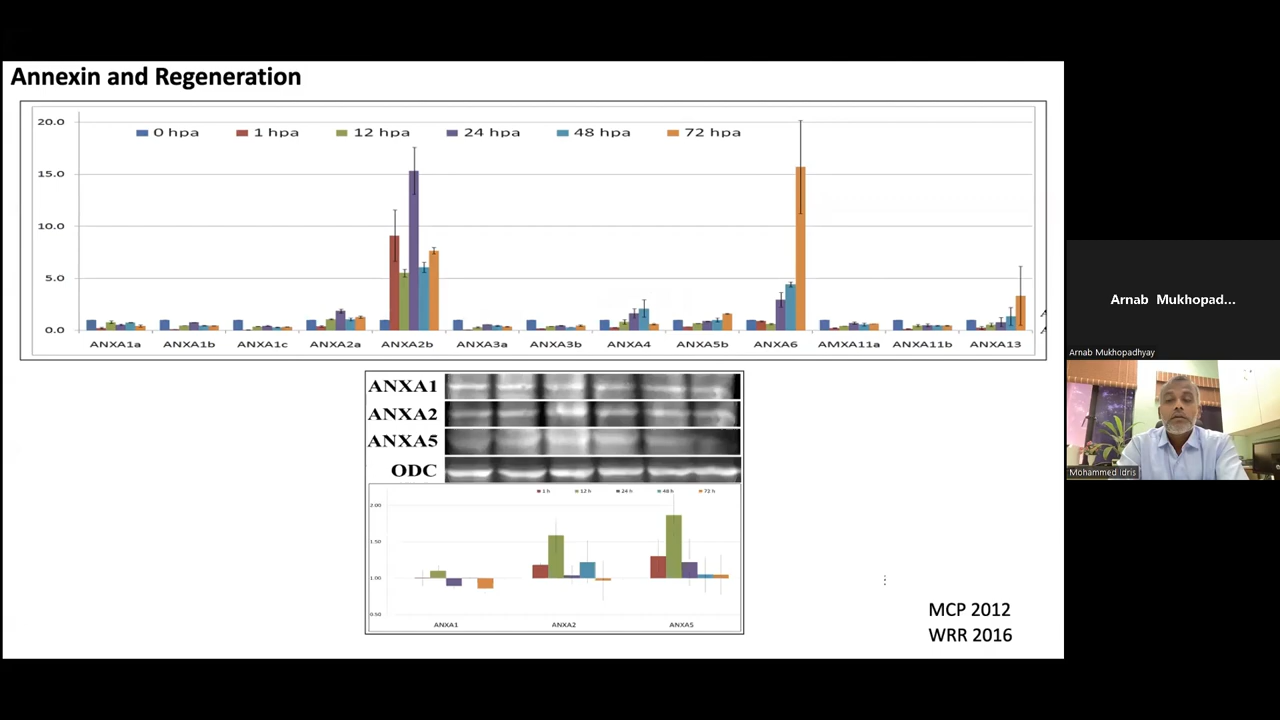 Annexin and Regeneration
20.0
0 hpa
1 hpa
12 hpa
24 hpa
48 hpa
72 hpa
15.0
10.0
5.0
0.0
ANXA1a
ANXA1b
ANXA1c
ANXA2a
ANXA2b
ANXA3a
ANXA3b
ANXA4
ANXA5b
ANXA6
AMXA11a
ANXA11b
ANXA13
ANXA1
ANXA2
ANXA5
ODC
1 h
12 h
24 h
48 h
72 h
2.00
1.50
1.00
0.50
ANXA1
ANXA2
ANXA5
MCP 2012
WRR 2016
Arnab Mukhopad...
Arnab Mukhopadhyay
Mohammed Idris